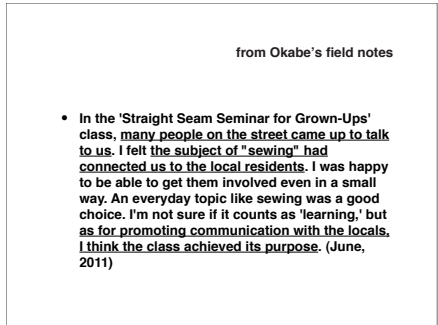 from Okabe's field notes
• In the 'Straight Seam Seminar for Grown-Ups'
class, many people on the street came up to talk
to us. I felt the subject of "sewing" had
connected us to the local residents. I was happy
to be able to get them involved even in a small
way. An everyday topic like sewing was a good
choice. I'm not sure if it counts as 'learning,' but
as for promoting communication with the locals,
I think the class achieved its purpose. (June,
2011)